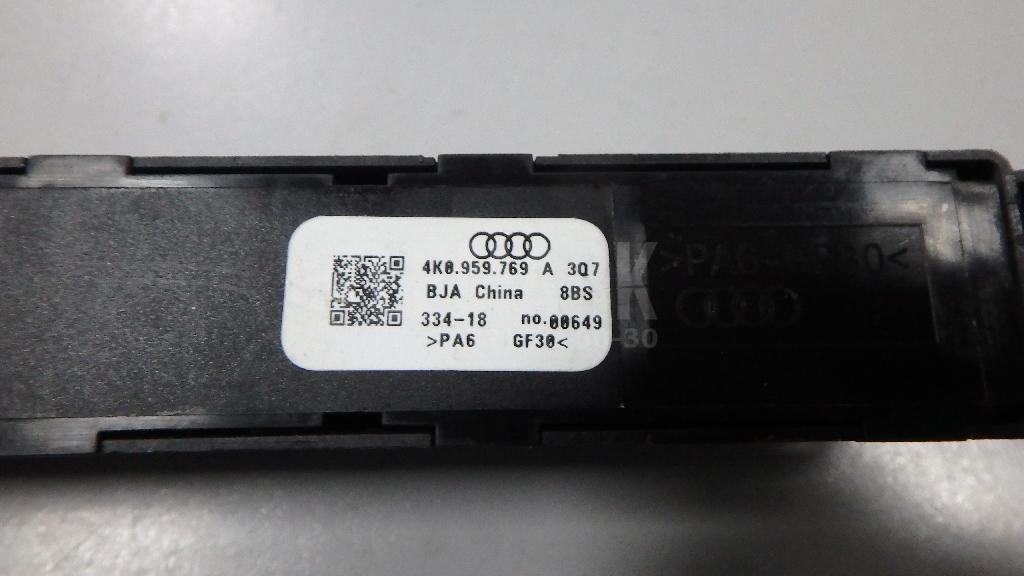 4K0.959.769 A 3Q7
BJA China 8BS
334-18 no.00649
>PA6 GF30<